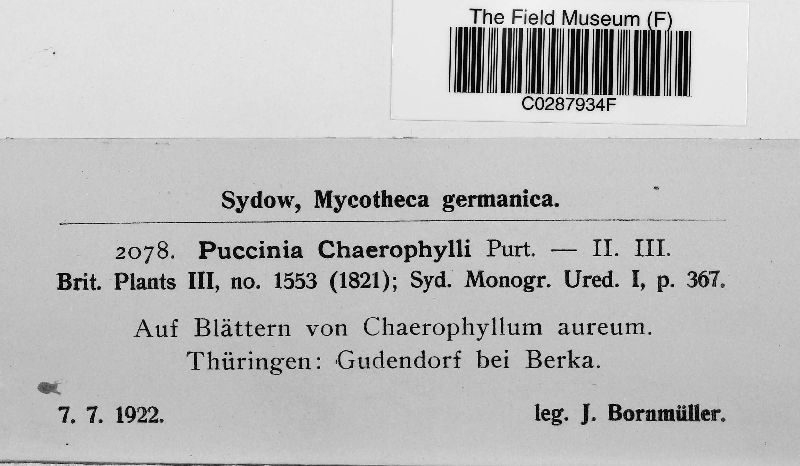 The Field Museum (F)
C0287934F
Sydow, Mycotheca germanica.
2078. Puccinia Chaerophylli Purt. — II. III.
Brit. Plants III, no. 1553 (1821); Syd. Monogr. Ured. I, p. 367.
Auf Blättern von Chaerophyllum aureum.
Thüringen: Gudendorf bei Berka.
7. 7. 1922. leg. J. Bornmüller.